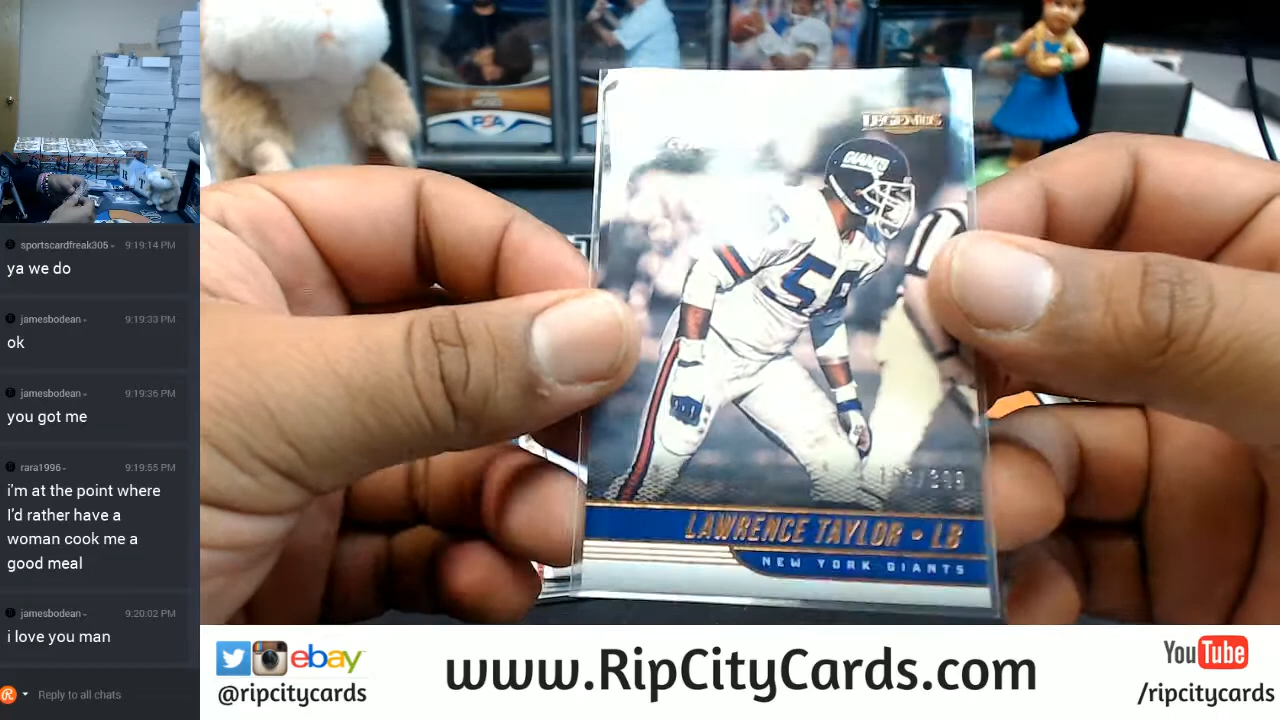 sportscardfreak305
9:19:14 PM
ya we do
jamesbodean
9:19:33 PM
ok
jamesbodean
9:19:36 PM
you got me
rara1996
9:19:55 PM
i'm at the point where
I'd rather have a
woman cook me a
good meal
jamesbodean
9:20:02 PM
i love you man
Reply to all chats
PSA
LEGENDS
GIANTS
56
LAWRENCE TAYLOR • LB
NEW YORK GIANTS
ebay
@ripcitycards
www.RipCityCards.com
YouTube
/ripcitycards